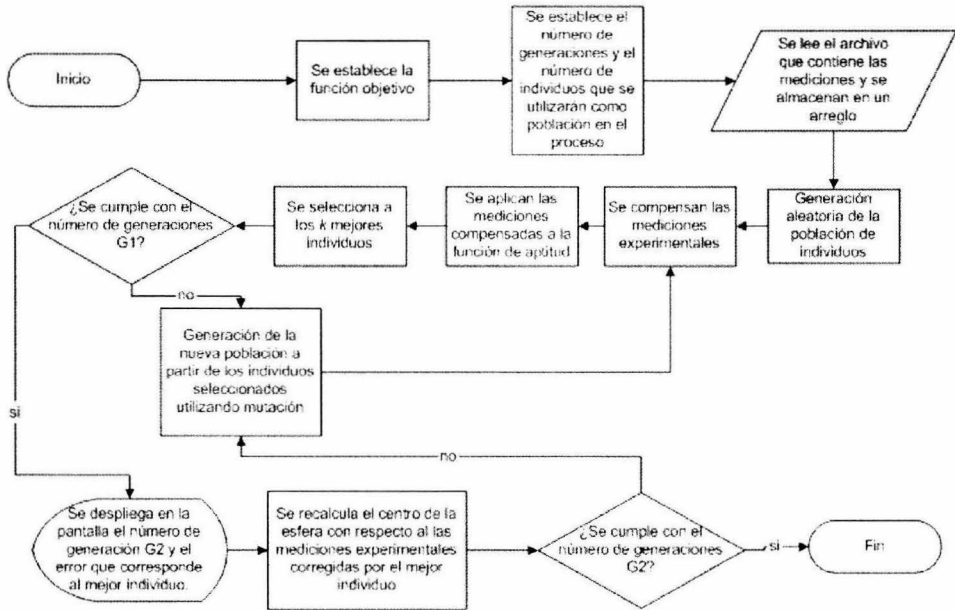 Inicio
Se establece la
función objetivo
Se establece el
número de
generaciones y el
número de
individuos que se
utilizarán como
población en el
proceso
Se lee el archivo
que contiene las
mediciones y se
almacenan en un
arreglo
¿Se cumple con el
número de generaciones
G1?
Se selecciona a
los k mejores
individuos
Se aplican las
mediciones
compensadas a la
función de aptitud
Se compensan las
mediciones
experimentales
Generación
aleatoria de la
población de
individuos
no
Generación de la
nueva población a
partir de los individuos
seleccionados
utilizando mutación
si
no
Se despliega en la
pantalla el número de
generación G2 y el
error que corresponde
al mejor individuo.
Se recalcula el centro de la
esfera con respecto al las
mediciones experimentales
corregidas por el mejor
individuo
¿Se cumple con el
número de generaciones
G2?
si
Fin